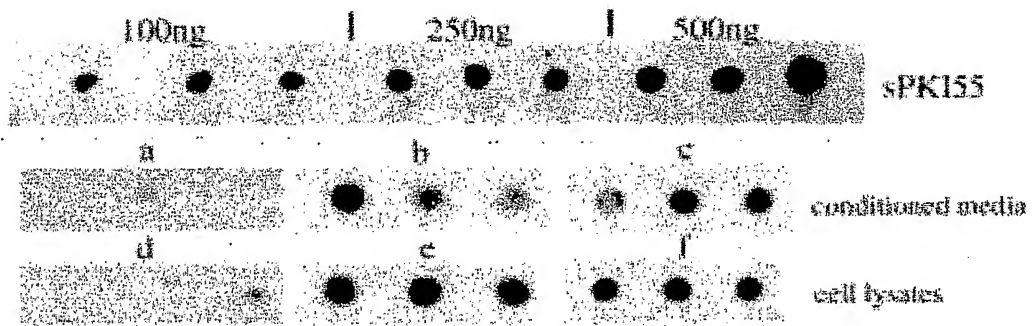 100ng | 250ng | 500ng
sPK155
a b c
conditioned media
d e f
cell lysates